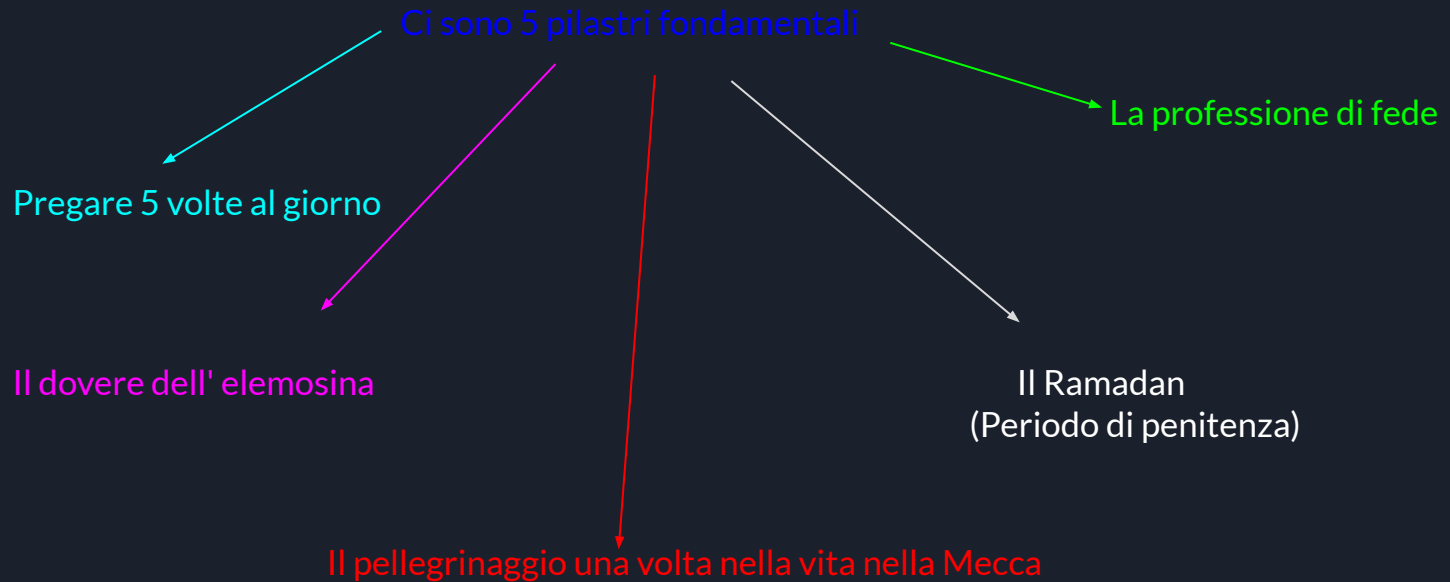 Ci sono 5 pilastri fondamentali
La professione di fede
Pregare 5 volte al giorno
Il dovere dell' elemosina
Il Ramadan
(Periodo di penitenza)
Il pellegrinaggio una volta nella vita nella Mecca